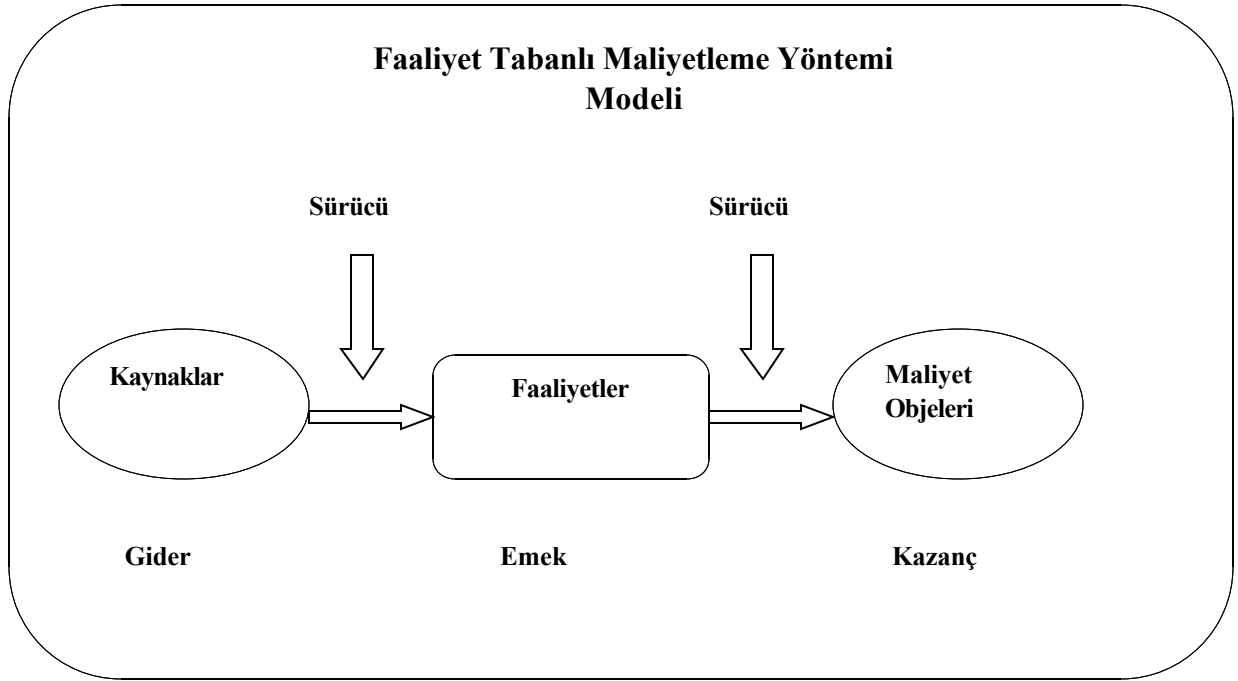 Faaliyet Tabanlı Maliyetleme Yöntemi
Modeli
Sürücü
Sürücü
Kaynaklar
Faaliyetler
Maliyet
Objeleri
Gider
Emek
Kazanç